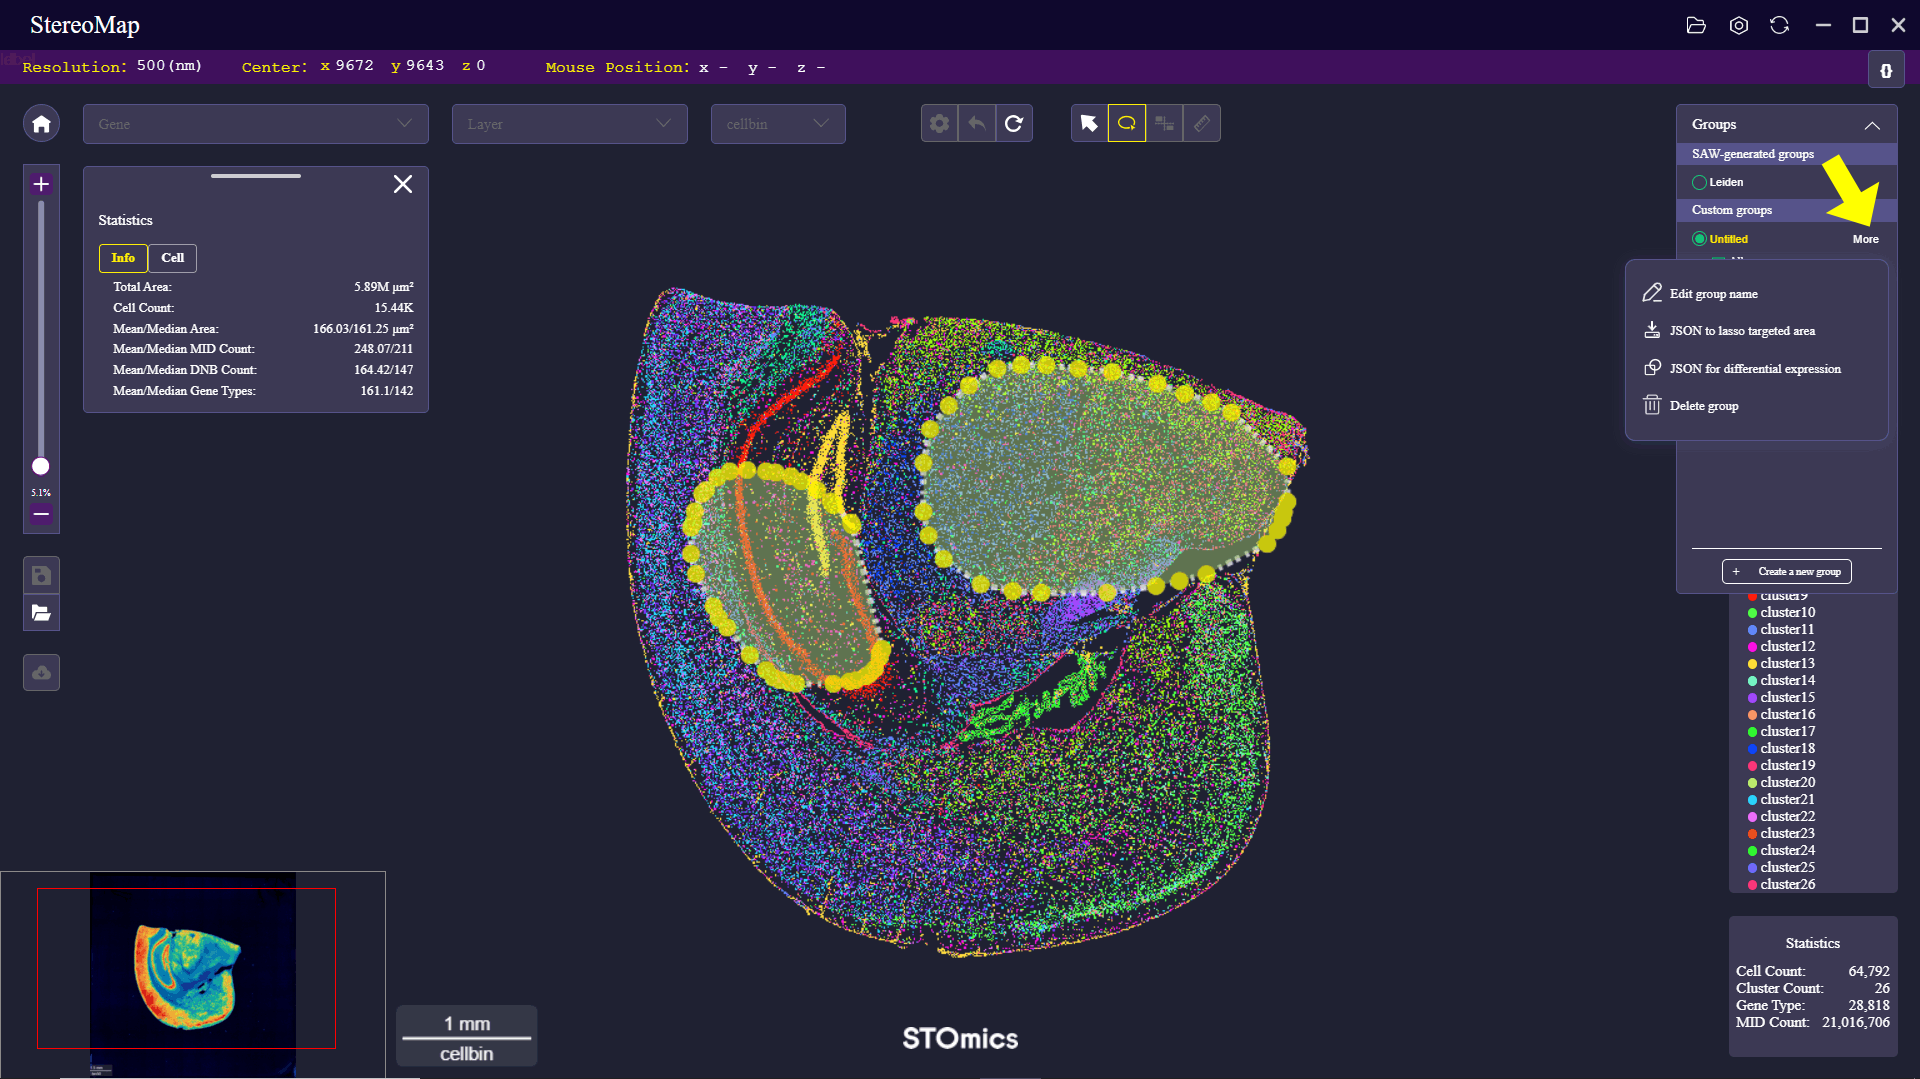 StereoMap
Resolution: 500(nm) Center: x 9672 y 9643 z 0 Mouse Position: x - y - z -
Gene
Layer
cellbin
Groups
SAW-generated groups
Leiden
Custom groups
Untitled
More
Edit group name
JSON to lasso targeted area
JSON for differential expression
Delete group
+ Create a new group
Statistics
Info Cell
Total Area: 5.89M μm²
Cell Count: 15.44K
Mean/Median Area: 166.03/161.25 μm²
Mean/Median MID Count: 248.07/211
Mean/Median DNB Count: 164.42/147
Mean/Median Gene Types: 161.1/142
5.1%
cluster9
cluster10
cluster11
cluster12
cluster13
cluster14
cluster15
cluster16
cluster17
cluster18
cluster19
cluster20
cluster21
cluster22
cluster23
cluster24
cluster25
cluster26
Statistics
Cell Count: 64,792
Cluster Count: 26
Gene Type: 28,818
MID Count: 21,016,706
1 mm
cellbin
STOmics